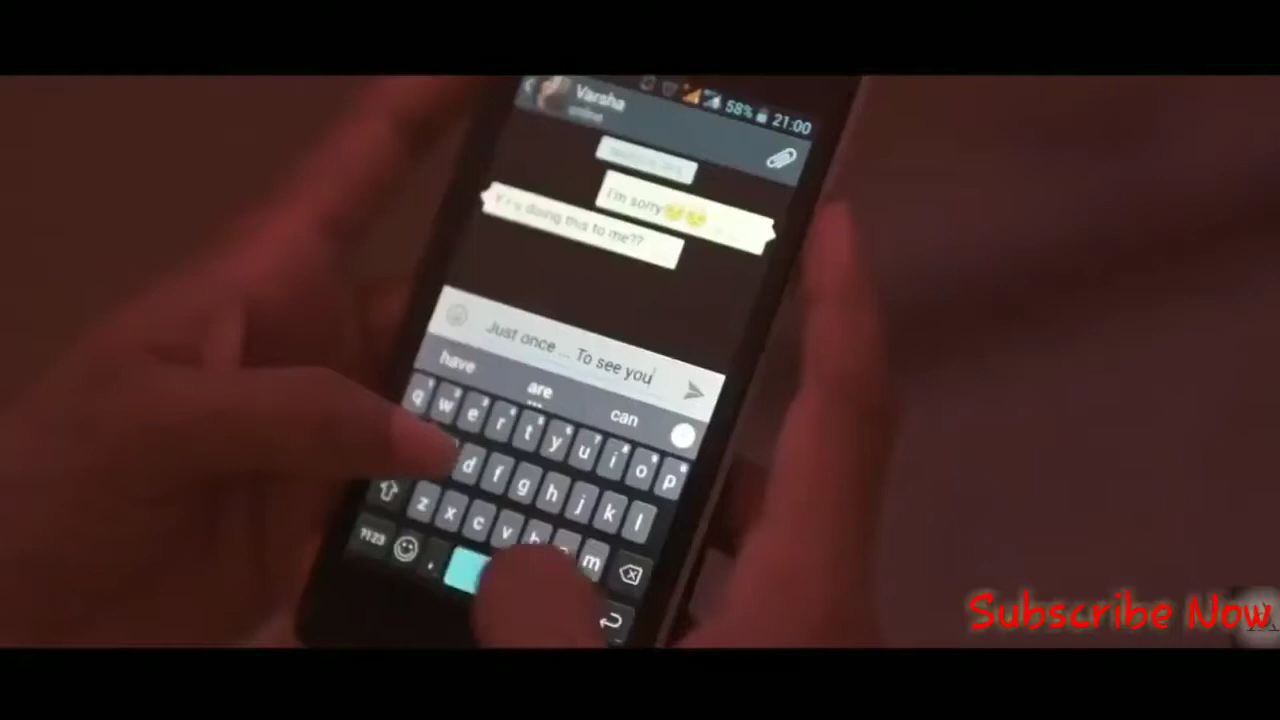 Varsha
online
58% 21:00
I'm sorry😢😢
Y r u doing this to me??
Just once ... To see you
have are can
q w e r t y u i o p
d f g h j k l
z x c v b m
?123 ,
Subscribe Now